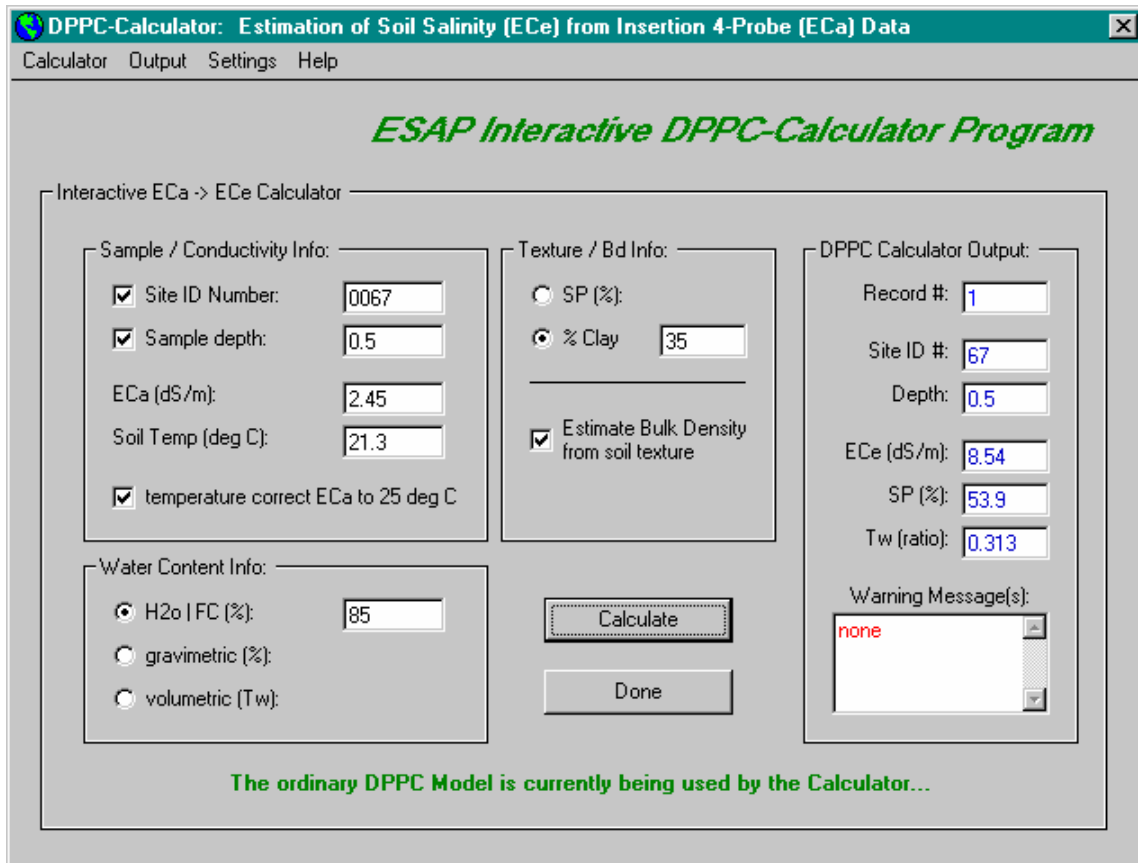 DPPC-Calculator: Estimation of Soil Salinity (ECe) from Insertion 4-Probe (ECa) Data
Calculator Output Settings Help
ESAP Interactive DPPC-Calculator Program
Interactive ECa -> ECe Calculator
Sample / Conductivity Info:
Site ID Number: 0067
Sample depth: 0.5
ECa (dS/m): 2.45
Soil Temp (deg C): 21.3
temperature correct ECa to 25 deg C
Texture / Bd Info:
SP (%):
% Clay 35
Estimate Bulk Density
from soil texture
DPPC Calculator Output:
Record #: 1
Site ID #: 67
Depth: 0.5
ECe (dS/m): 8.54
SP (%): 53.9
Tw (ratio): 0.313
Warning Message(s):
none
Water Content Info:
H2o | FC (%): 85
gravimetric (%):
volumetric (Tw):
Calculate
Done
The ordinary DPPC Model is currently being used by the Calculator...